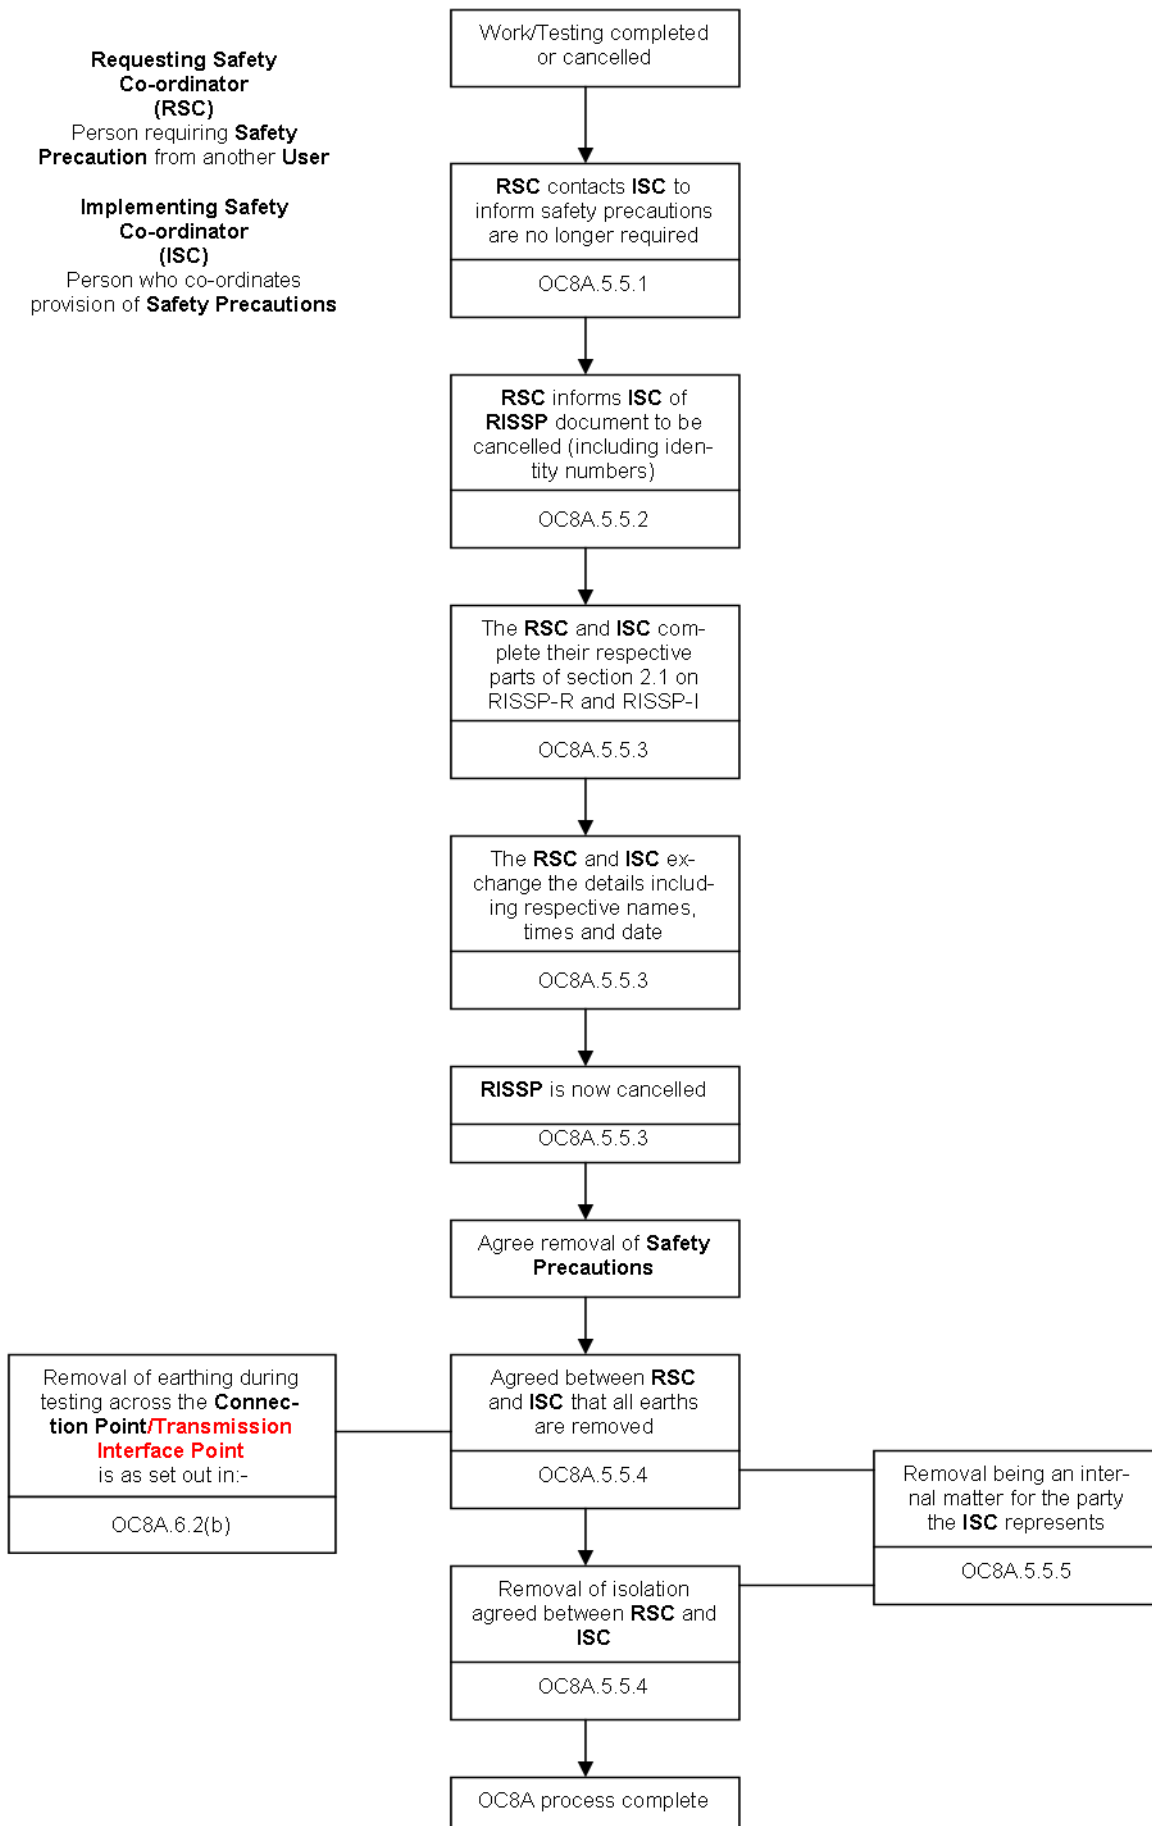 Requesting Safety
Co-ordinator
(RSC)
Person requiring Safety
Precaution from another User
Implementing Safety
Co-ordinator
(ISC)
Person who co-ordinates
provision of Safety Precautions
Work/Testing completed
or cancelled
RSC contacts ISC to
inform safety precautions
are no longer required
OC8A.5.5.1
RSC informs ISC of
RISSP document to be
cancelled (including iden-
tity numbers)
OC8A.5.5.2
The RSC and ISC com-
plete their respective
parts of section 2.1 on
RISSP-R and RISSP-I
OC8A.5.5.3
The RSC and ISC ex-
change the details includ-
ing respective names,
times and date
OC8A.5.5.3
RISSP is now cancelled
OC8A.5.5.3
Agree removal of Safety
Precautions
Removal of earthing during
testing across the Connec-
tion Point/Transmission
Interface Point
is as set out in:-
OC8A.6.2(b)
Agreed between RSC
and ISC that all earths
are removed
OC8A.5.5.4
Removal being an inter-
nal matter for the party
the ISC represents
OC8A.5.5.5
Removal of isolation
agreed between RSC and
ISC
OC8A.5.5.4
OC8A process complete